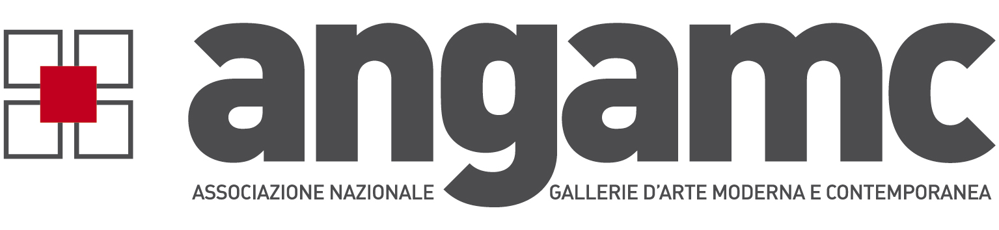 angamc
ASSOCIAZIONE NAZIONALE GALLERIE D'ARTE MODERNA E CONTEMPORANEA